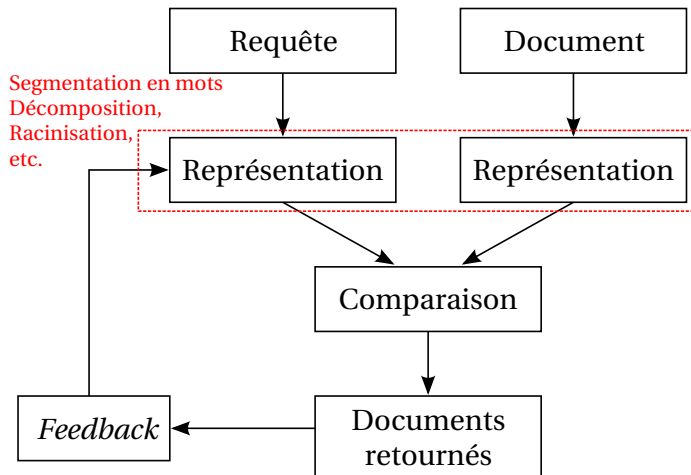 Requête
Document
Segmentation en mots
Décomposition,
Racinisation,
etc.
Représentation
Représentation
Comparaison
Feedback
Documents
retournés